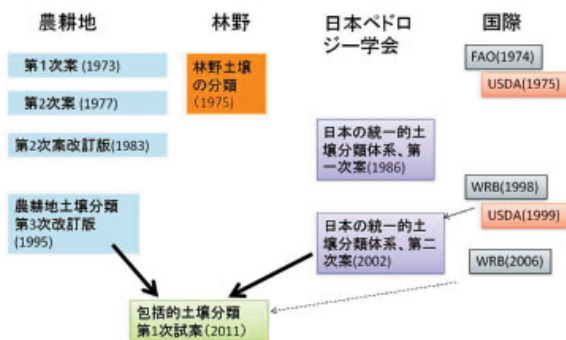 農耕地
林野
日本ペドロ
ジー学会
国際
第1次案(1973)
第2次案(1977)
第2次案改訂版(1983)
農耕地土壌分類
第3次改訂版
(1995)
林野土壌
の分類
(1975)
日本の統一的土
壌分類体系、第
一次案(1986)
日本の統一的土
壌分類体系、第二
次案(2002)
FAO(1974)
USDA(1975)
WRB(1998)
USDA(1999)
WRB(2006)
包括的土壌分類
第1次試案(2011)